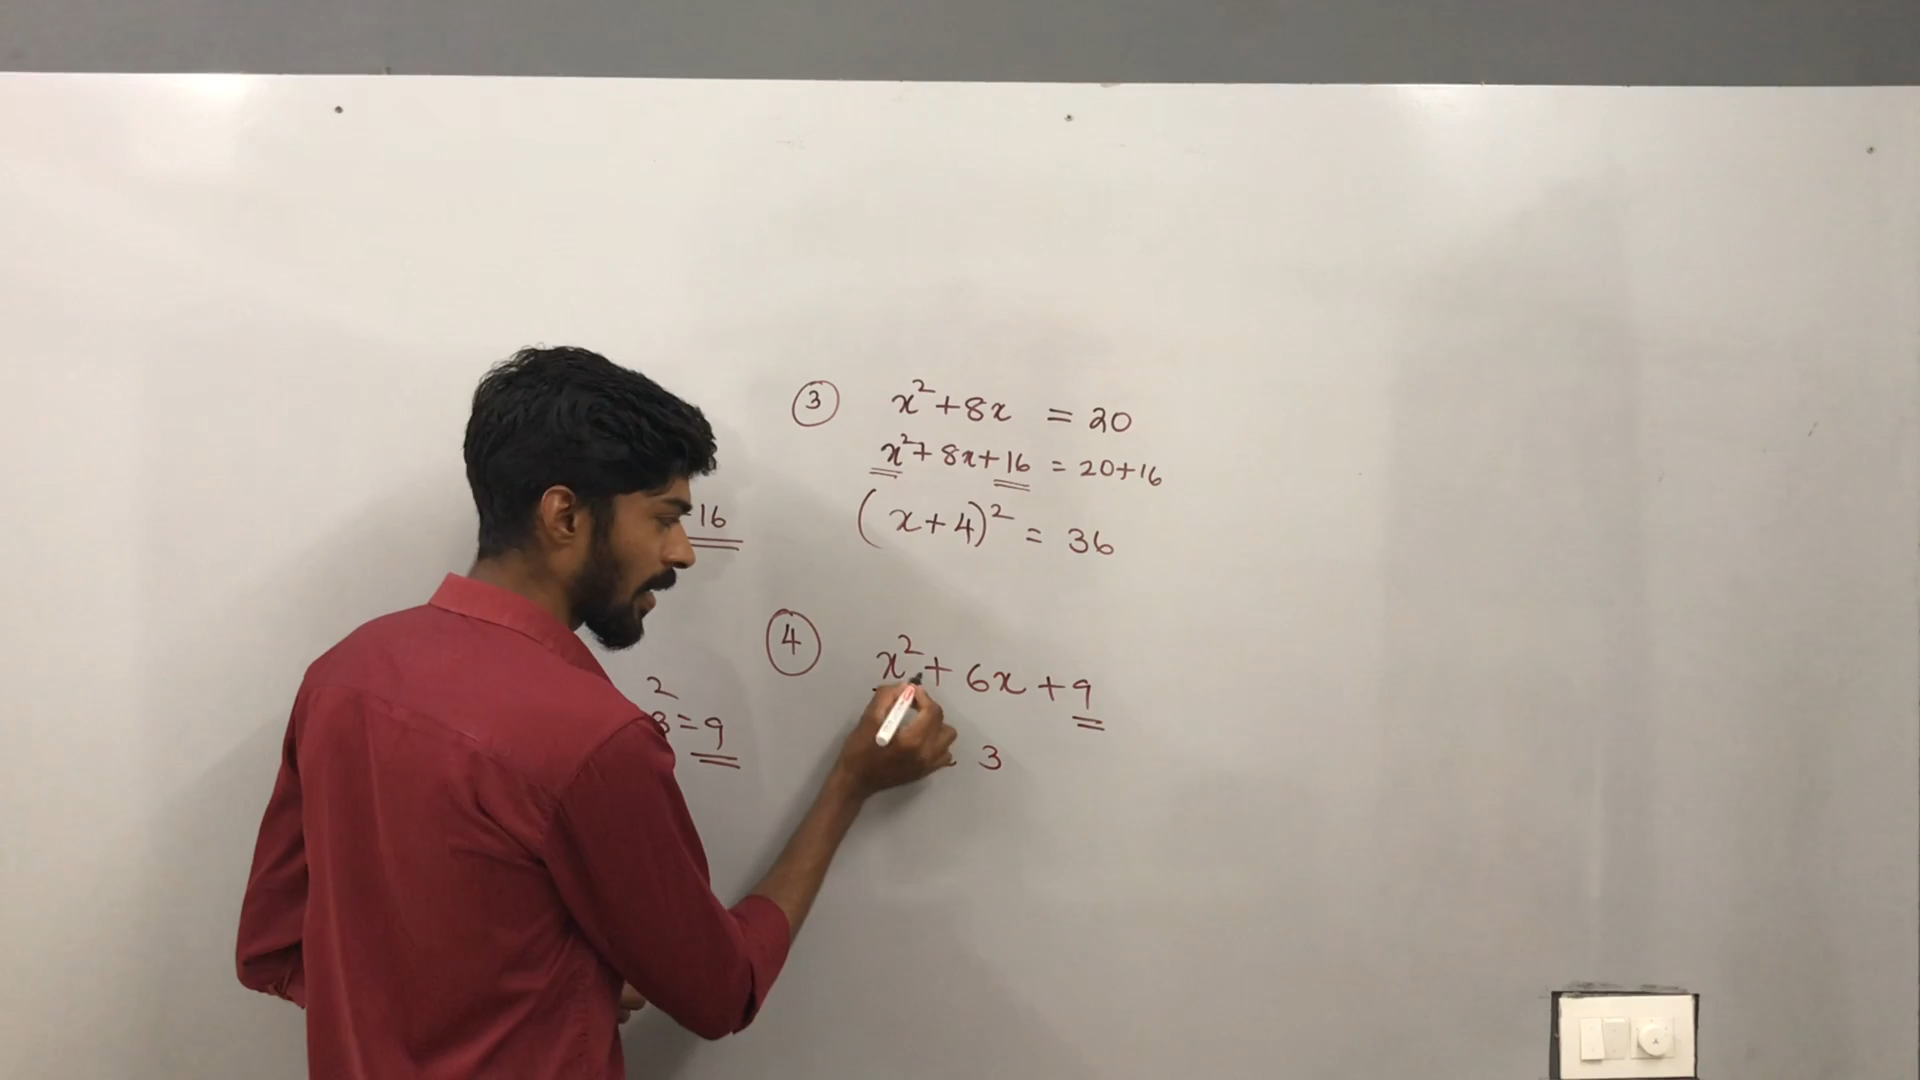 ③ x²+8x = 20
x²+8x+16 = 20+16
16
(x+4)² = 36
④ x²+6x+9
2
3=9
3